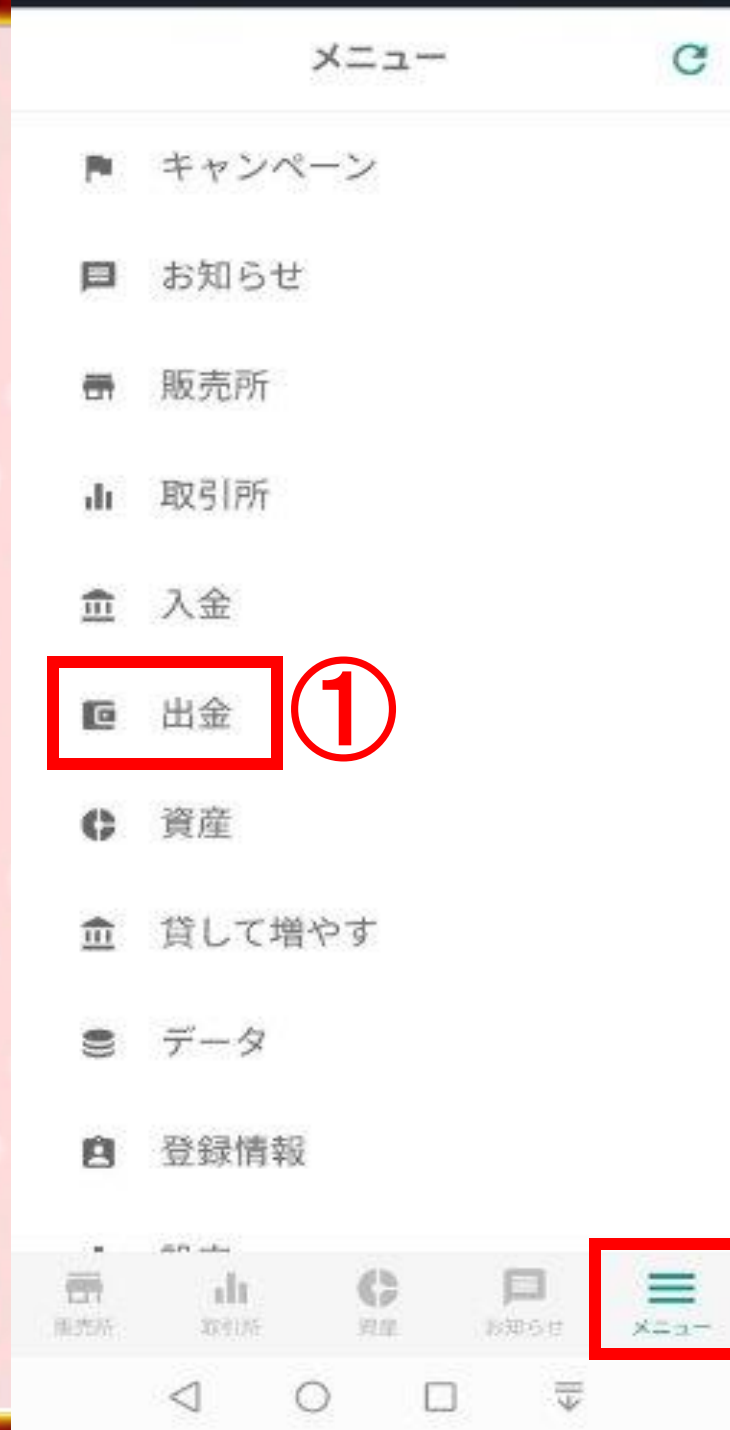 メニュー
キャンペーン
お知らせ
販売所
取引所
入金
出金
①
資産
貸して増やす
データ
登録情報
販売所
取引所
資産
お知らせ
メニュー